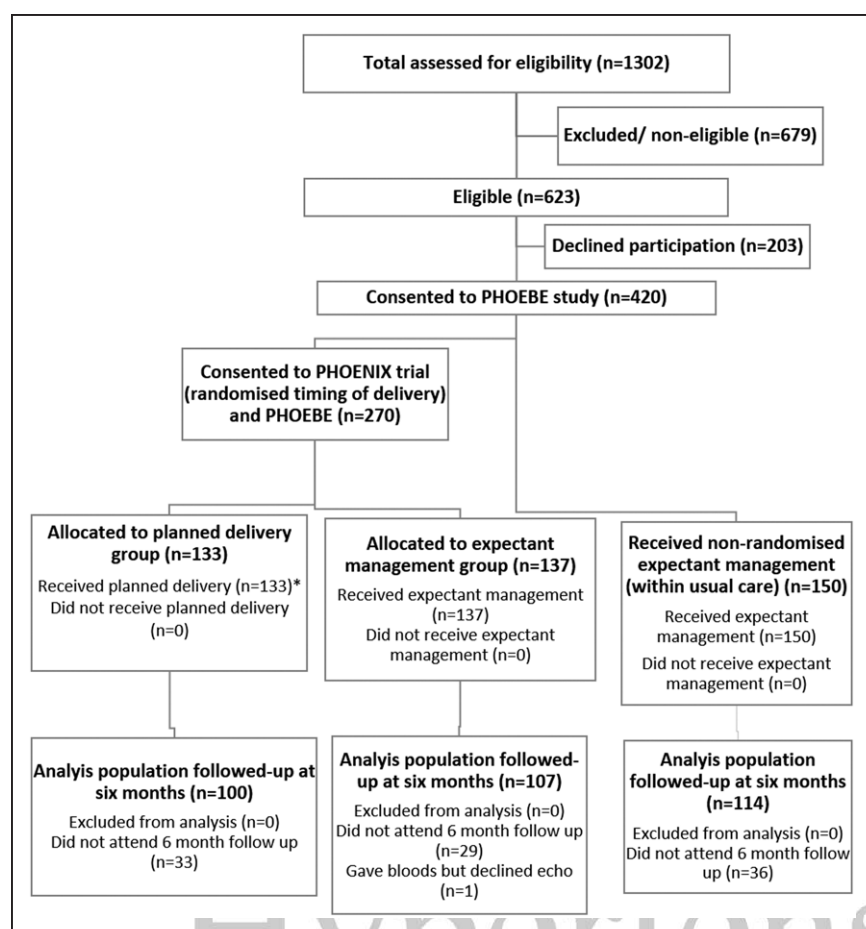 Total assessed for eligibility (n=1302)
Excluded/ non-eligible (n=679)
Eligible (n=623)
Declined participation (n=203)
Consented to PHOEBE study (n=420)
Consented to PHOENIX trial
(randomised timing of delivery)
and PHOEBE (n=270)
Allocated to planned delivery
group (n=133)
Received planned delivery (n=133)*
Did not receive planned delivery
(n=0)
Allocated to expectant
management group (n=137)
Received expectant management
(n=137)
Did not receive expectant
management (n=0)
Received non-randomised
expectant management
(within usual care) (n=150)
Received expectant
management (n=150)
Did not receive expectant
management (n=0)
Analyis population followed-up at
six months (n=100)
Excluded from analysis (n=0)
Did not attend 6 month follow up
(n=33)
Analyis population followed-
up at six months (n=107)
Excluded from analysis (n=0)
Did not attend 6 month follow up
(n=29)
Gave bloods but declined echo
(n=1)
Analyis population
followed-up at six months
(n=114)
Excluded from analysis (n=0)
Did not attend 6 month follow
up (n=36)